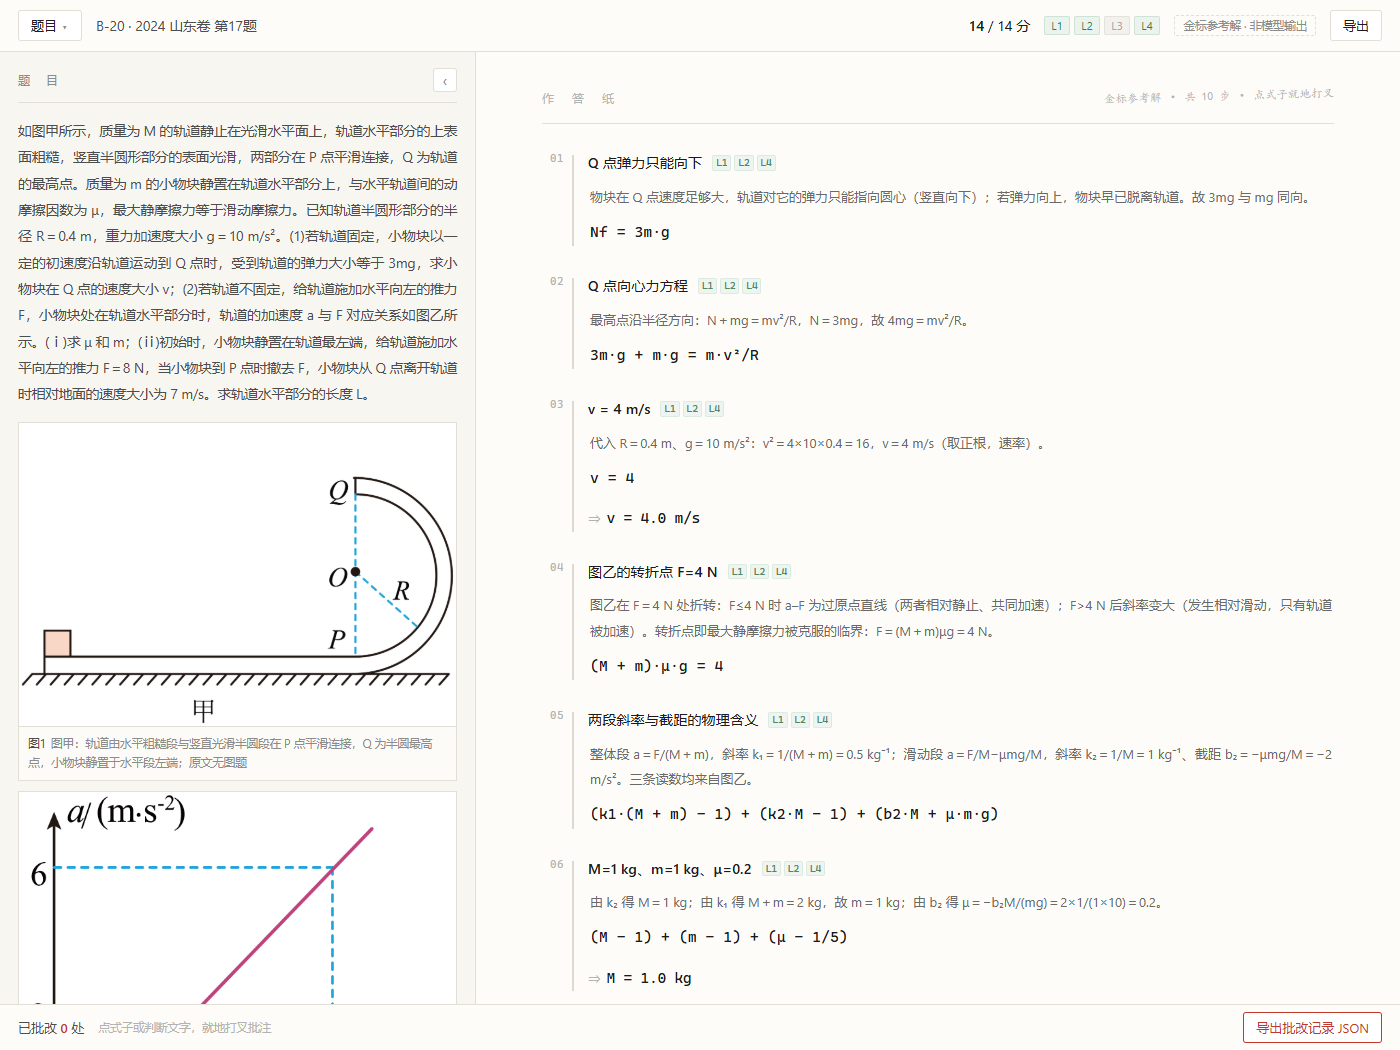 题目
B-20 · 2024 山东卷 第17题
14 / 14 分
L1 L2 L3 L4
金标参考解 · 非模型输出
导出
题 目
‹
如图甲所示，质量为 M 的轨道静止在光滑水平面上，轨道水平部分的上表
面粗糙，竖直半圆形部分的表面光滑，两部分在 P 点平滑连接，Q 为轨道
的最高点。质量为 m 的小物块静置在轨道水平部分上，与水平轨道间的动
摩擦因数为 μ，最大静摩擦力等于滑动摩擦力。已知轨道半圆形部分的半
径 R＝0.4 m，重力加速度大小 g＝10 m/s²。(1)若轨道固定，小物块以一
定的初速度沿轨道运动到 Q 点时，受到轨道的弹力大小等于 3mg，求小
物块在 Q 点的速度大小 v；(2)若轨道不固定，给轨道施加水平向左的推力
F，小物块处在轨道水平部分时，轨道的加速度 a 与 F 对应关系如图乙所
示。(ⅰ)求 μ 和 m；(ⅱ)初始时，小物块静置在轨道最左端，给轨道施加水
平向左的推力 F＝8 N，当小物块到 P 点时撤去 F，小物块从 Q 点离开轨道
时相对地面的速度大小为 7 m/s。求轨道水平部分的长度 L。
Q
O
R
P
甲
图1 图甲：轨道由水平粗糙段与竖直光滑半圆段在 P 点平滑连接，Q 为半圆最高
点，小物块静置于水平段左端；原文无图题
a/ (m·s⁻²)
6
作 答 纸
金标参考解 • 共 10 步 • 点式子就地打叉
01
Q 点弹力只能向下 L1 L2 L4
物块在 Q 点速度足够大，轨道对它的弹力只能指向圆心（竖直向下）；若弹力向上，物块早已脱离轨道。故 3mg 与 mg 同向。
Nf = 3m·g
02
Q 点向心力方程 L1 L2 L4
最高点沿半径方向：N＋mg＝mv²/R，N＝3mg，故 4mg＝mv²/R。
3m·g + m·g = m·v²/R
03
v = 4 m/s L1 L2 L4
代入 R＝0.4 m、g＝10 m/s²：v²＝4×10×0.4＝16，v＝4 m/s（取正根，速率）。
v = 4
⇒ v = 4.0 m/s
04
图乙的转折点 F=4 N L1 L2 L4
图乙在 F＝4 N 处折转：F≤4 N 时 a–F 为过原点直线（两者相对静止、共同加速）；F>4 N 后斜率变大（发生相对滑动，只有轨道
被加速）。转折点即最大静摩擦力被克服的临界：F＝(M＋m)μg＝4 N。
(M + m)·μ·g = 4
05
两段斜率与截距的物理含义 L1 L2 L4
整体段 a＝F/(M＋m)，斜率 k₁＝1/(M＋m)＝0.5 kg⁻¹；滑动段 a＝F/M−μmg/M，斜率 k₂＝1/M＝1 kg⁻¹、截距 b₂＝−μmg/M＝−2
m/s²。三条读数均来自图乙。
(k1·(M + m) − 1) + (k2·M − 1) + (b2·M + μ·m·g)
06
M=1 kg、m=1 kg、μ=0.2 L1 L2 L4
由 k₂ 得 M＝1 kg；由 k₁ 得 M＋m＝2 kg，故 m＝1 kg；由 b₂ 得 μ＝−b₂M/(mg)＝2×1/(1×10)＝0.2。
(M − 1) + (m − 1) + (μ − 1/5)
⇒ M = 1.0 kg
已批改 0 处
点式子或判断文字，就地打叉批注
导出批改记录 JSON